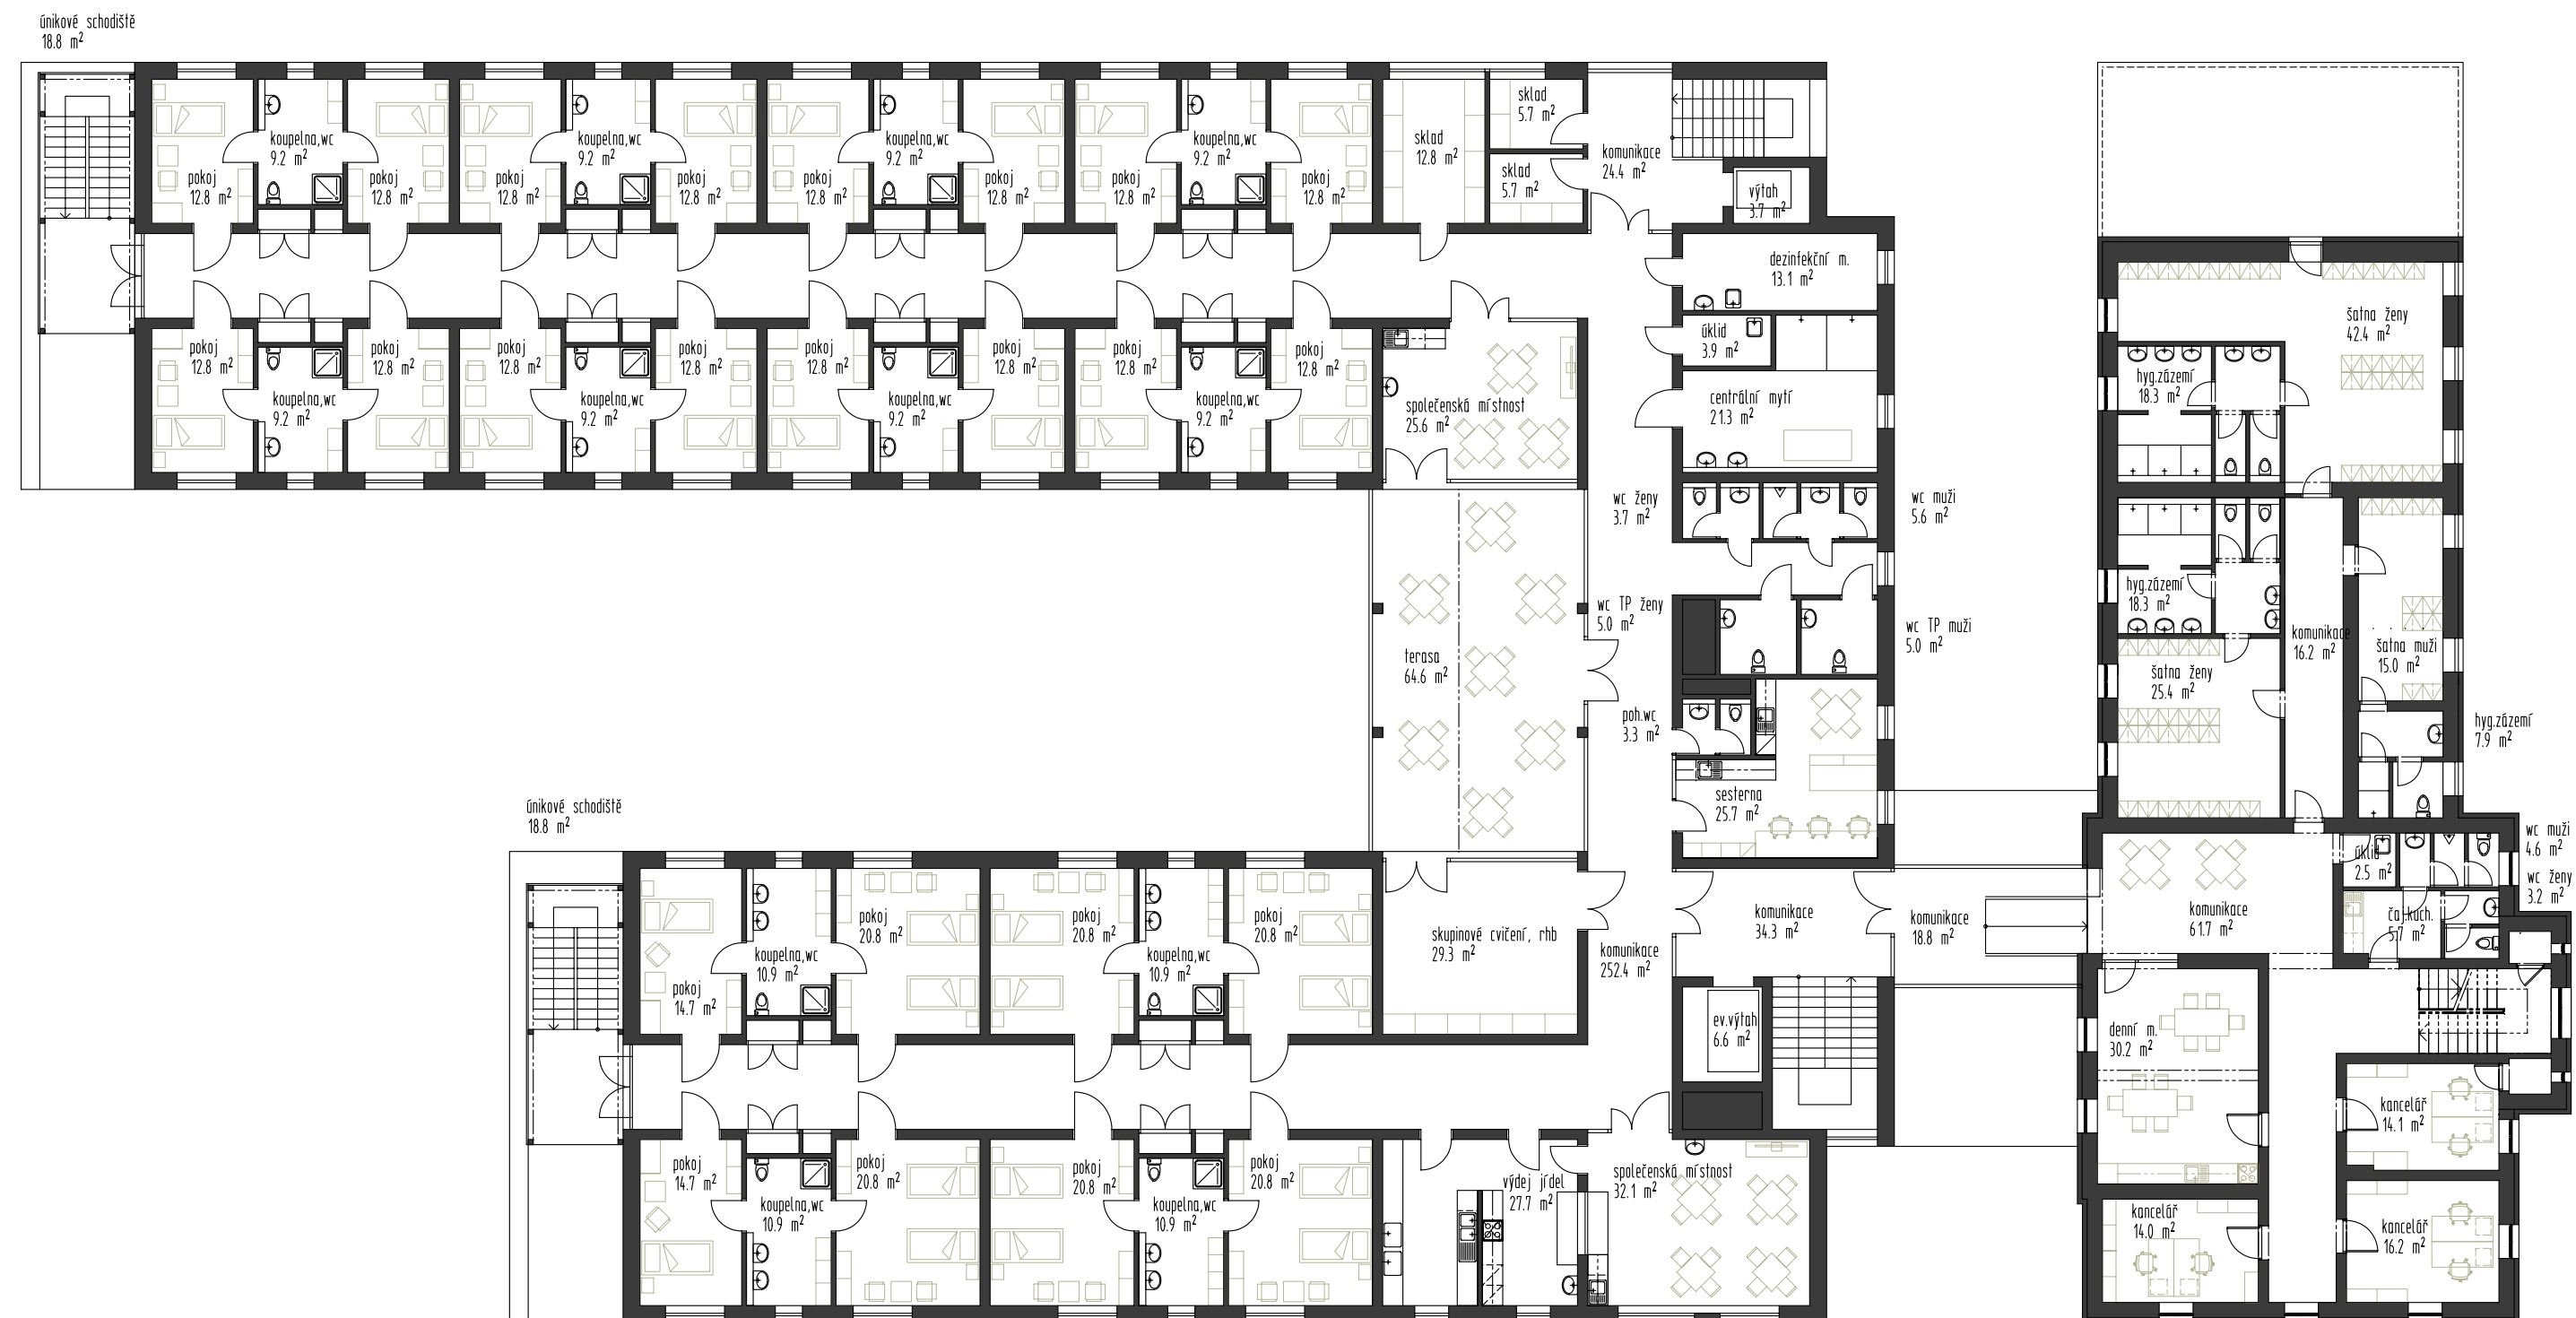 únikové schodiště
18.8 m²
koupelna,wc
9.2 m²
koupelna,wc
9.2 m²
koupelna,wc
9.2 m²
koupelna,wc
9.2 m²
pokoj
12.8 m²
pokoj
12.8 m²
pokoj
12.8 m²
pokoj
12.8 m²
pokoj
12.8 m²
pokoj
12.8 m²
pokoj
12.8 m²
pokoj
12.8 m²
sklad
12.8 m²
sklad
5.7 m²
sklad
5.7 m²
komunikace
24.4 m²
výtah
3.7 m²
dezinfekční m.
13.1 m²
úklid
3.9 m²
centrální mytí
21.3 m²
pokoj
12.8 m²
pokoj
12.8 m²
pokoj
12.8 m²
pokoj
12.8 m²
pokoj
12.8 m²
pokoj
12.8 m²
pokoj
12.8 m²
pokoj
12.8 m²
koupelna,wc
9.2 m²
koupelna,wc
9.2 m²
koupelna,wc
9.2 m²
koupelna,wc
9.2 m²
společenská místnost
25.6 m²
wc ženy
3.7 m²
wc muži
5.6 m²
wc TP ženy
5.0 m²
wc TP muži
5.0 m²
terasa
64.6 m²
poh.wc
3.3 m²
sesterna
25.7 m²
šatna ženy
42.4 m²
hyg.zázemí
18.3 m²
hyg.zázemí
18.3 m²
komunikace
16.2 m²
šatna muži
15.0 m²
šatna ženy
25.4 m²
hyg.zázemí
7.9 m²
únikové schodiště
18.8 m²
pokoj
14.7 m²
koupelna,wc
10.9 m²
pokoj
20.8 m²
pokoj
20.8 m²
koupelna,wc
10.9 m²
pokoj
20.8 m²
skupinové cvičení, rhb
29.3 m²
komunikace
252.4 m²
komunikace
34.3 m²
komunikace
18.8 m²
komunikace
61.7 m²
úklid
2.5 m²
wc muži
4.6 m²
wc ženy
3.2 m²
čaj.kuch.
5.7 m²
ev.výtah
6.6 m²
denní m.
30.2 m²
kancelář
14.1 m²
pokoj
14.7 m²
koupelna,wc
10.9 m²
pokoj
20.8 m²
pokoj
20.8 m²
koupelna,wc
10.9 m²
pokoj
20.8 m²
výdej jídel
27.7 m²
společenská místnost
32.1 m²
kancelář
14.0 m²
kancelář
16.2 m²